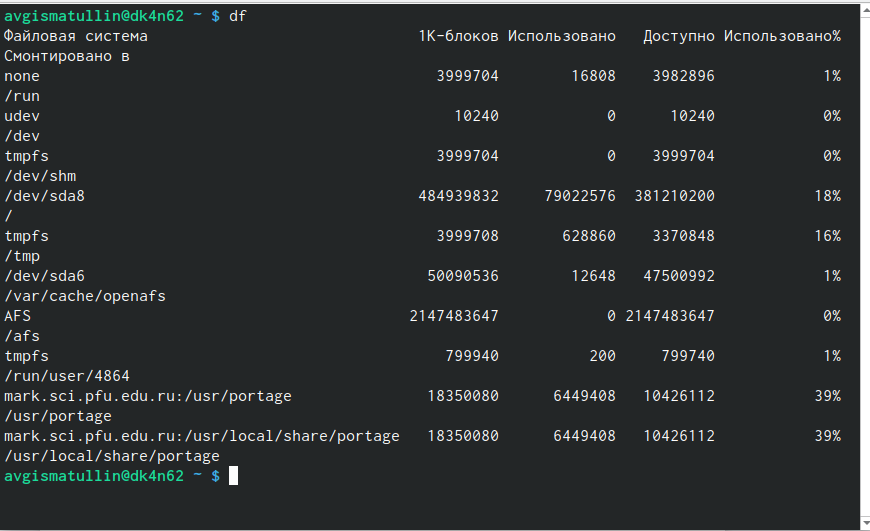 avgismatullin@dk4n62 ~ $ df
Файловая система 1K-блоков Использовано Доступно Использовано%
Смонтировано в
none 3999704 16808 3982896 1%
/run
udev 10240 0 10240 0%
/dev
tmpfs 3999704 0 3999704 0%
/dev/shm
/dev/sda8 484939832 79022576 381210200 18%
/
tmpfs 3999708 628860 3370848 16%
/tmp
/dev/sda6 50090536 12648 47500992 1%
/var/cache/openafs
AFS 2147483647 0 2147483647 0%
/afs
tmpfs 799940 200 799740 1%
/run/user/4864
mark.sci.pfu.edu.ru:/usr/portage 18350080 6449408 10426112 39%
/usr/portage
mark.sci.pfu.edu.ru:/usr/local/share/portage 18350080 6449408 10426112 39%
/usr/local/share/portage
avgismatullin@dk4n62 ~ $